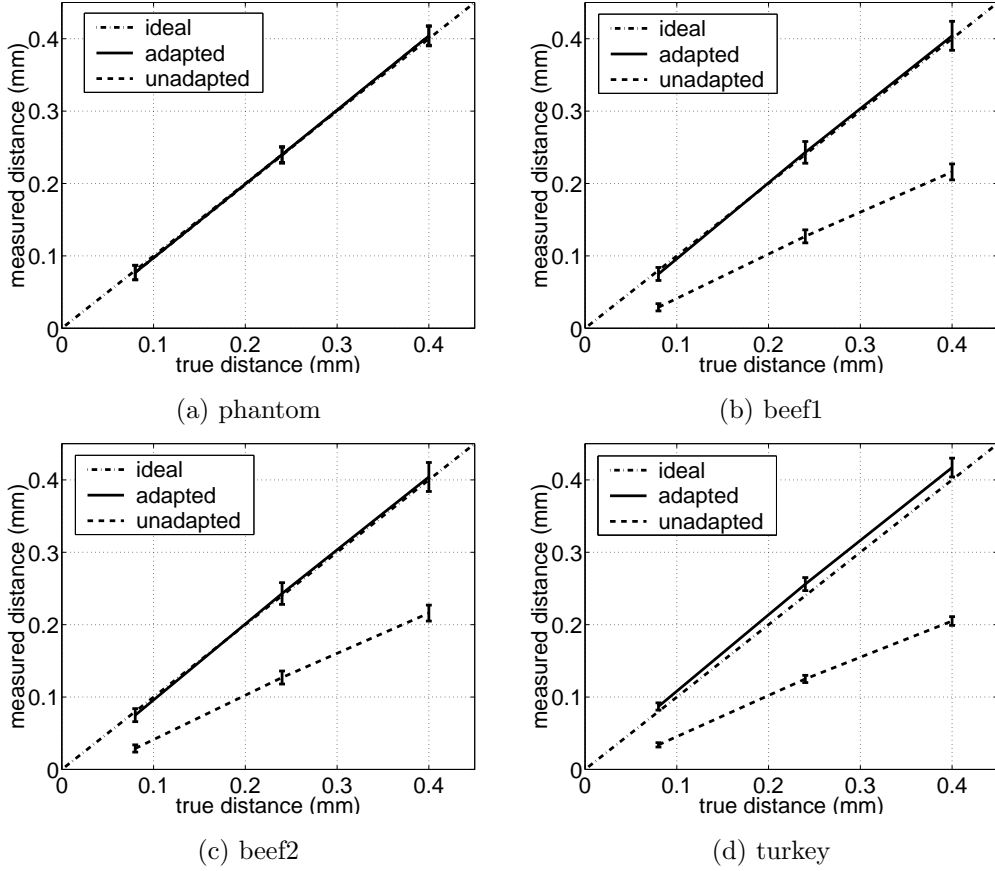 measured distance (mm)
0.4
0.3
0.2
0.1
0
ideal
adapted
unadapted
0 0.1 0.2 0.3 0.4
true distance (mm)
(a) phantom
measured distance (mm)
0.4
0.3
0.2
0.1
0
ideal
adapted
unadapted
0 0.1 0.2 0.3 0.4
true distance (mm)
(b) beef1
measured distance (mm)
0.4
0.3
0.2
0.1
0
ideal
adapted
unadapted
0 0.1 0.2 0.3 0.4
true distance (mm)
(c) beef2
measured distance (mm)
0.4
0.3
0.2
0.1
0
ideal
adapted
unadapted
0 0.1 0.2 0.3 0.4
true distance (mm)
(d) turkey